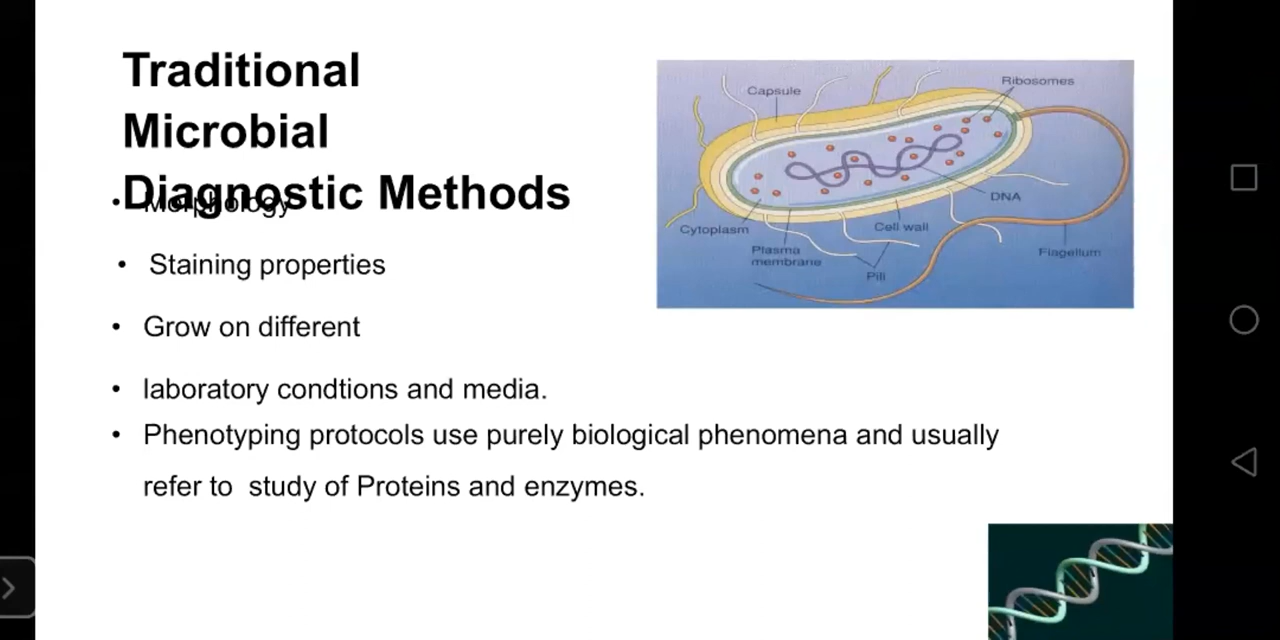 Traditional
Microbial
Diagnostic Methods
• Morphology
• Staining properties
• Grow on different
• laboratory condtions and media.
• Phenotyping protocols use purely biological phenomena and usually
refer to study of Proteins and enzymes.
Capsule
Ribosomes
DNA
Cytoplasm
Cell wall
Plasma
membrane
Pili
Flagellum